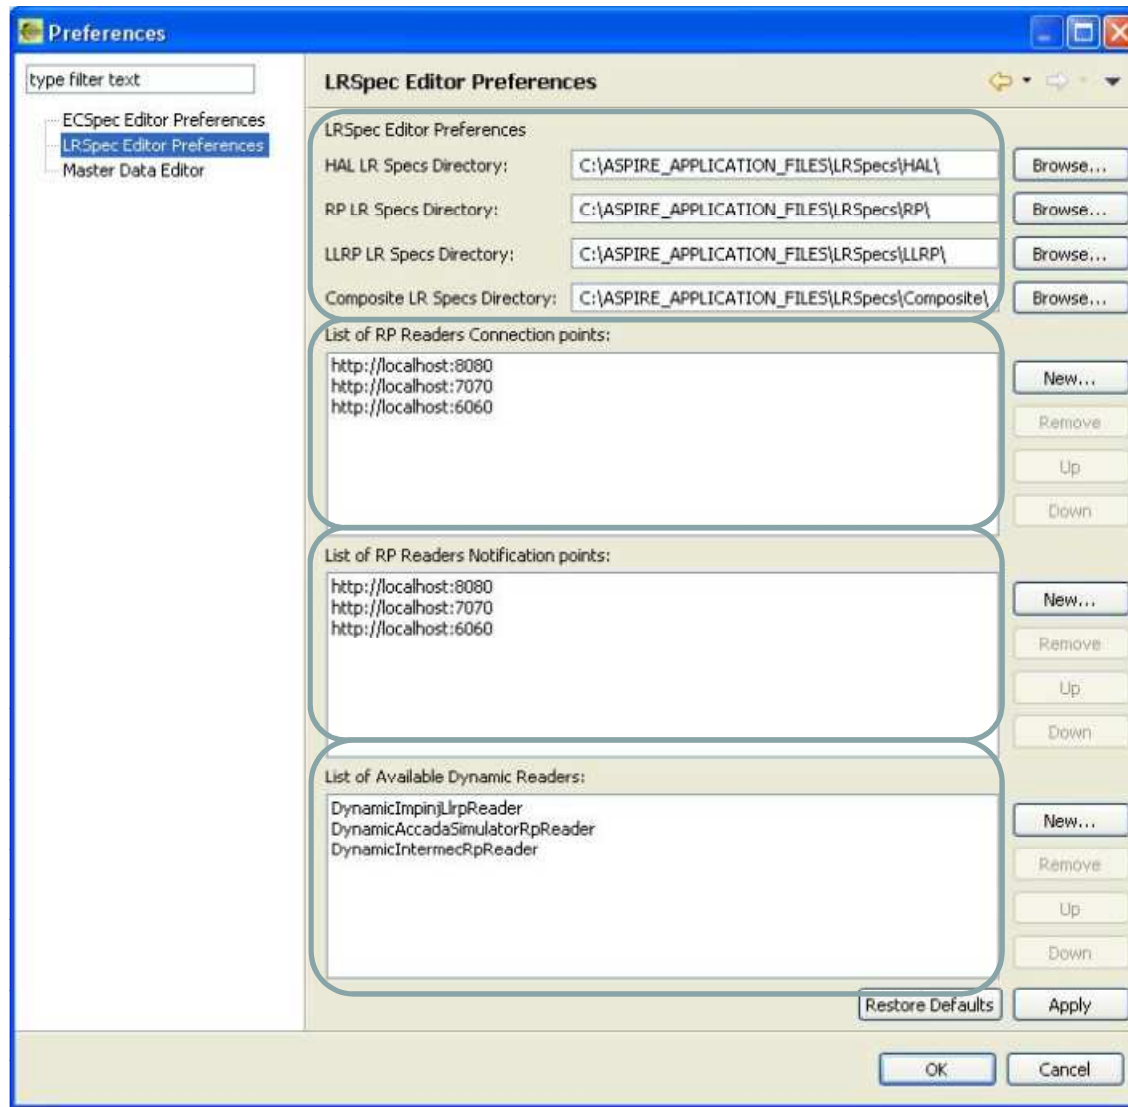 Preferences
type filter text
ECSpec Editor Preferences
LRSpec Editor Preferences
Master Data Editor
LRSpec Editor Preferences
LRSpec Editor Preferences
HAL LR Specs Directory: C:\ASPIRE_APPLICATION_FILES\LRSpecs\HAL\ Browse...
RP LR Specs Directory: C:\ASPIRE_APPLICATION_FILES\LRSpecs\RP\ Browse...
LLRP LR Specs Directory: C:\ASPIRE_APPLICATION_FILES\LRSpecs\LLRP\ Browse...
Composite LR Specs Directory: C:\ASPIRE_APPLICATION_FILES\LRSpecs\Composite\ Browse...
List of RP Readers Connection points:
http://localhost:8080
http://localhost:7070
http://localhost:6060
New...
Remove
Up
Down
List of RP Readers Notification points:
http://localhost:8080
http://localhost:7070
http://localhost:6060
New...
Remove
Up
Down
List of Available Dynamic Readers:
DynamicImpinjLlrpReader
DynamicAccadaSimulatorRpReader
DynamicIntermecRpReader
New...
Remove
Up
Down
Restore Defaults Apply
OK Cancel